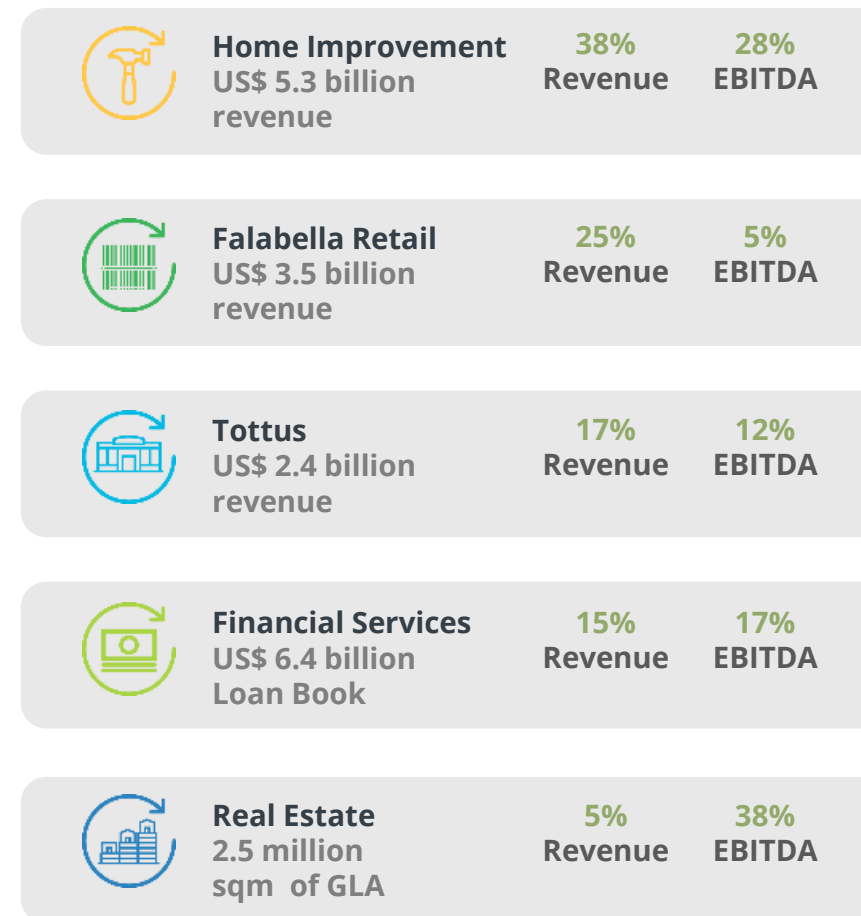 Home Improvement
US$ 5.3 billion
revenue
38%
Revenue
28%
EBITDA
Falabella Retail
US$ 3.5 billion
revenue
25%
Revenue
5%
EBITDA
Tottus
US$ 2.4 billion
revenue
17%
Revenue
12%
EBITDA
Financial Services
US$ 6.4 billion
Loan Book
15%
Revenue
17%
EBITDA
Real Estate
2.5 million
sqm of GLA
5%
Revenue
38%
EBITDA